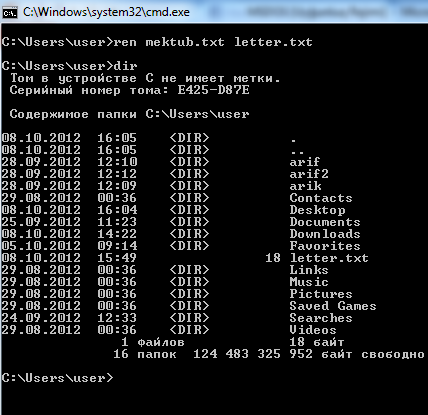 C:\Windows\system32\cmd.exe
C:\Users\user>ren mektub.txt letter.txt
C:\Users\user>dir
Том в устройстве C не имеет метки.
Серийный номер тома: E425-D87E
Содержимое папки C:\Users\user
08.10.2012 16:05 <DIR> .
08.10.2012 16:05 <DIR> ..
28.09.2012 12:10 <DIR> arif
28.09.2012 12:12 <DIR> arif2
28.09.2012 12:09 <DIR> arik
29.08.2012 00:36 <DIR> Contacts
08.10.2012 16:04 <DIR> Desktop
25.09.2012 11:23 <DIR> Documents
08.10.2012 14:22 <DIR> Downloads
05.10.2012 09:14 <DIR> Favorites
08.10.2012 15:49 18 letter.txt
29.08.2012 00:36 <DIR> Links
29.08.2012 00:36 <DIR> Music
29.08.2012 00:36 <DIR> Pictures
29.08.2012 00:36 <DIR> Saved Games
24.09.2012 12:33 <DIR> Searches
29.08.2012 00:36 <DIR> Videos
1 файлов 18 байт
16 папок 124 483 325 952 байт свободно
C:\Users\user>